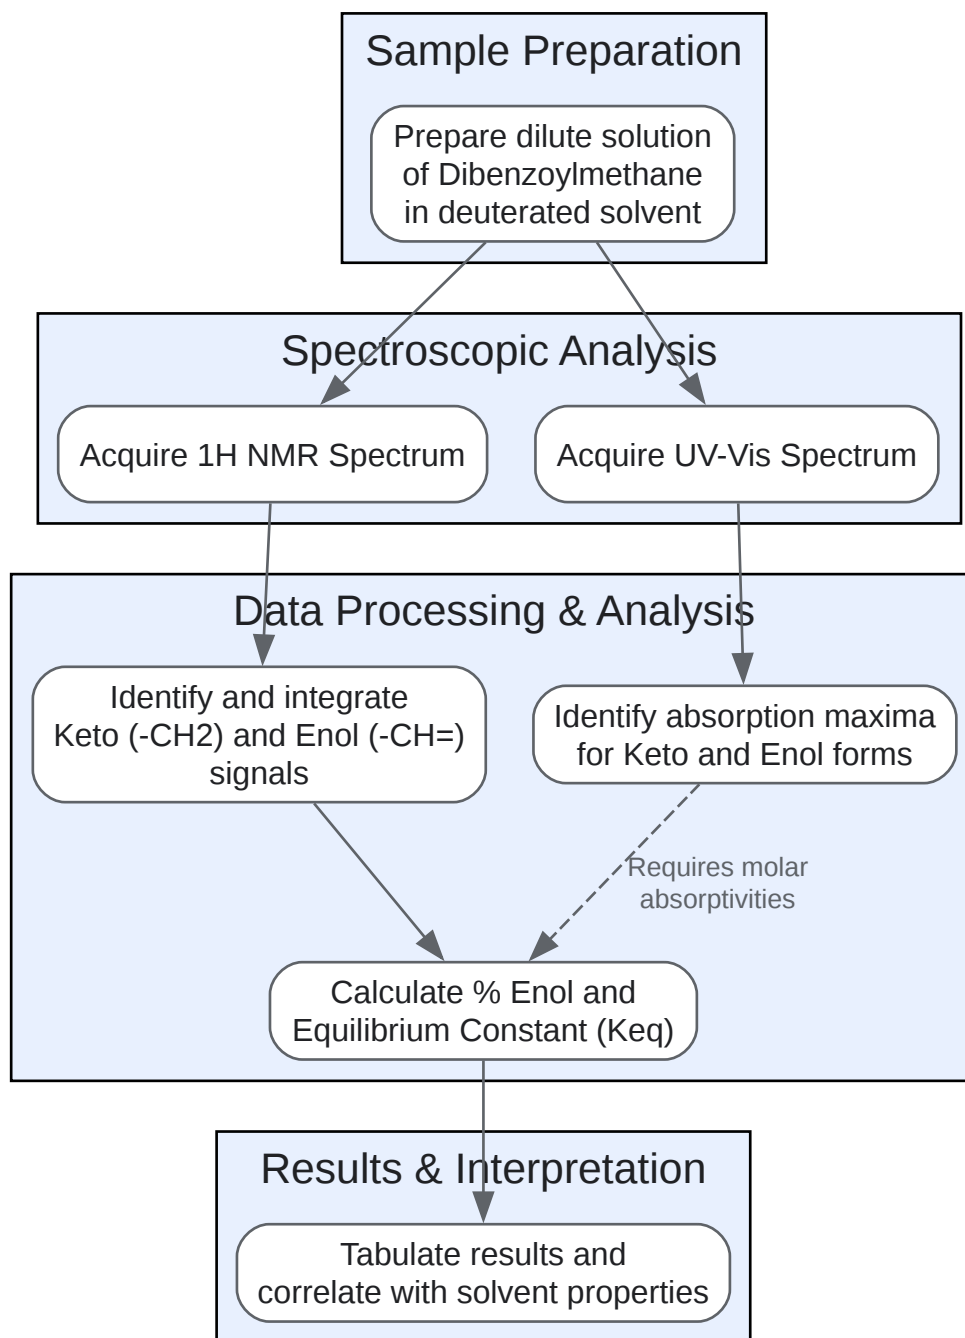 Sample Preparation
Prepare dilute solution
of Dibenzoylmethane
in deuterated solvent
Spectroscopic Analysis
Acquire 1H NMR Spectrum
Acquire UV-Vis Spectrum
Data Processing & Analysis
Identify and integrate
Keto (-CH2) and Enol (-CH=)
signals
Identify absorption maxima
for Keto and Enol forms
Requires molar
absorptivities
Calculate % Enol and
Equilibrium Constant (Keq)
Results & Interpretation
Tabulate results and
correlate with solvent properties